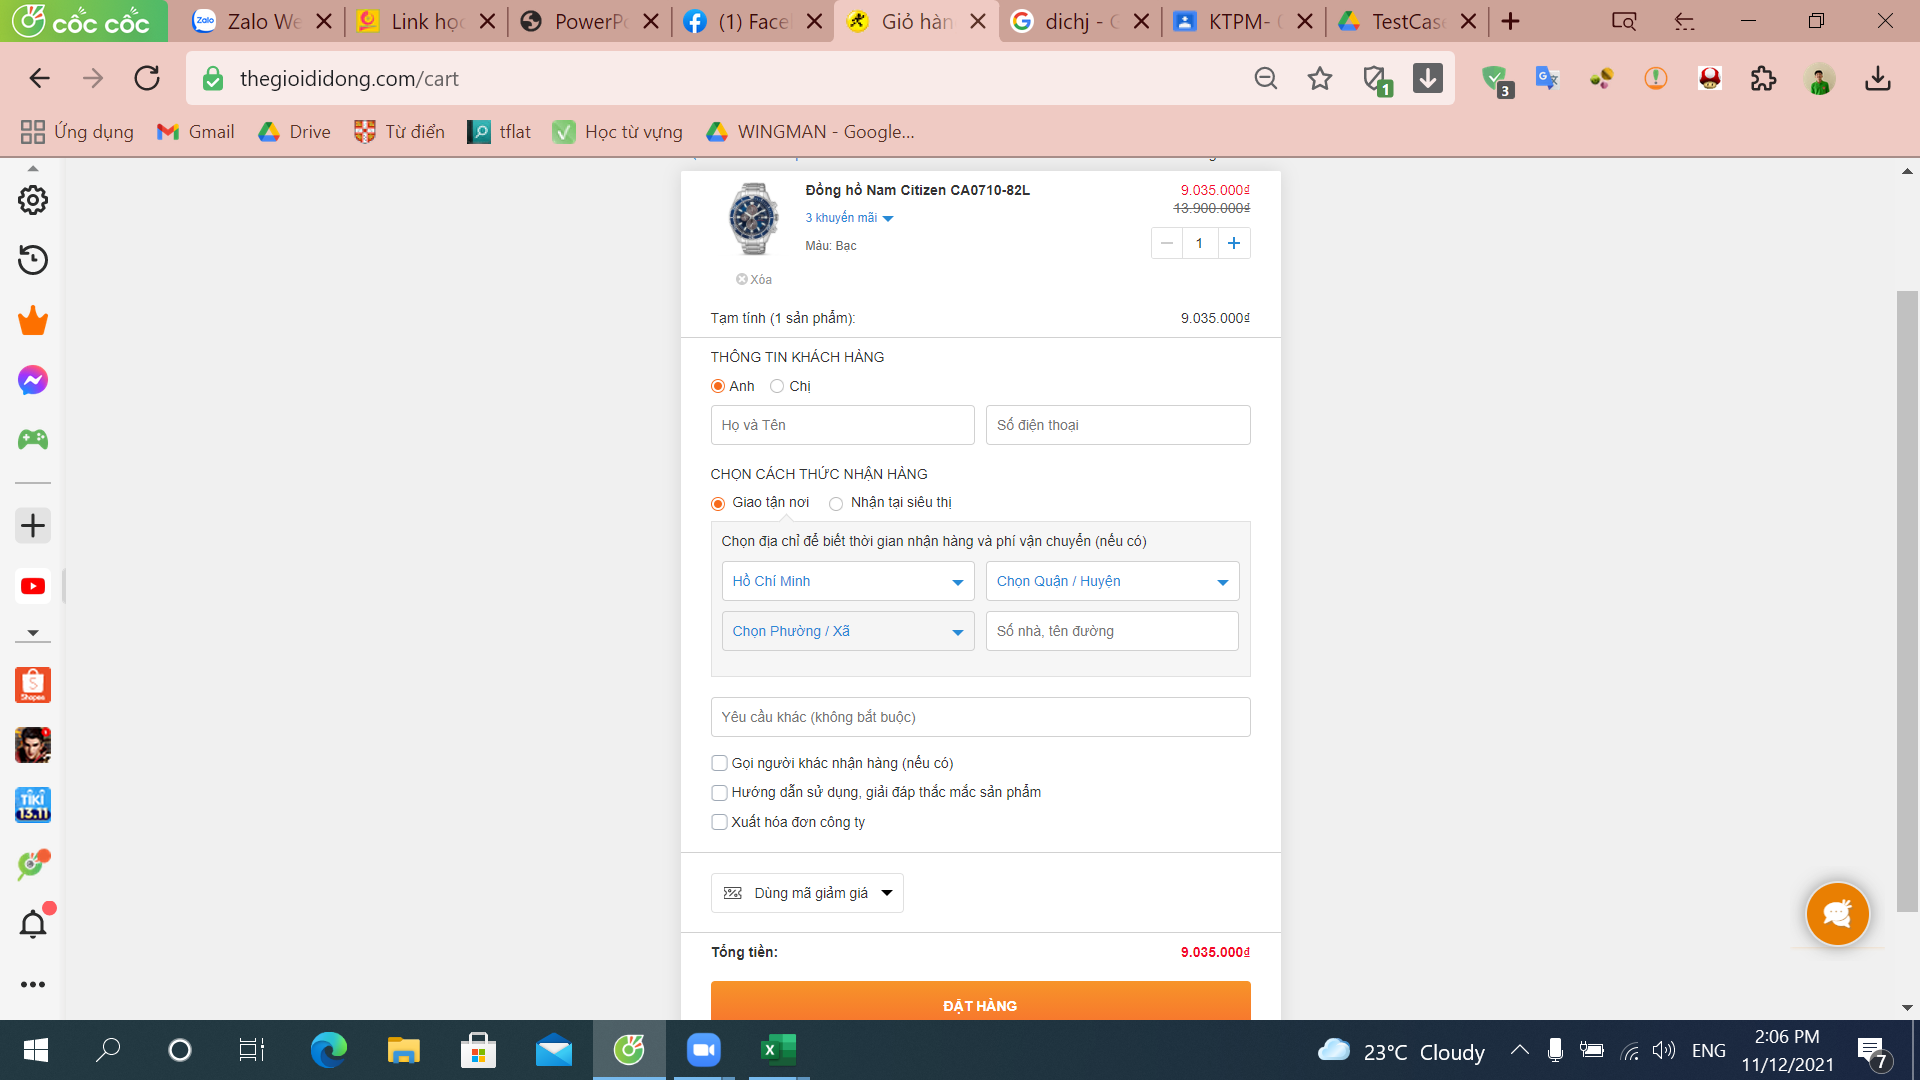 cốc cốc
Zalo We
Link học
PowerPo
(1) Face
Giỏ hàn
dichj - G
KTPM-
TestCase
thegioididong.com/cart
1
3
Ứng dụng
Gmail
Drive
Từ điển
tflat
Học từ vựng
WINGMAN - Google...
Đồng hồ Nam Citizen CA0710-82L
9.035.000₫
3 khuyến mãi
13.900.000₫
Màu: Bạc
1
Xóa
Tạm tính (1 sản phẩm):
9.035.000₫
THÔNG TIN KHÁCH HÀNG
Anh
Chị
Họ và Tên
Số điện thoại
CHỌN CÁCH THỨC NHẬN HÀNG
Giao tận nơi
Nhận tại siêu thị
Chọn địa chỉ để biết thời gian nhận hàng và phí vận chuyển (nếu có)
Hồ Chí Minh
Chọn Quận / Huyện
Chọn Phường / Xã
Số nhà, tên đường
Yêu cầu khác (không bắt buộc)
Gọi người khác nhận hàng (nếu có)
Hướng dẫn sử dụng, giải đáp thắc mắc sản phẩm
Xuất hóa đơn công ty
Dùng mã giảm giá
Tổng tiền:
9.035.000₫
ĐẶT HÀNG
Zalo
Shopee
TIKI
13.11
23°C Cloudy
ENG
2:06 PM
11/12/2021
7